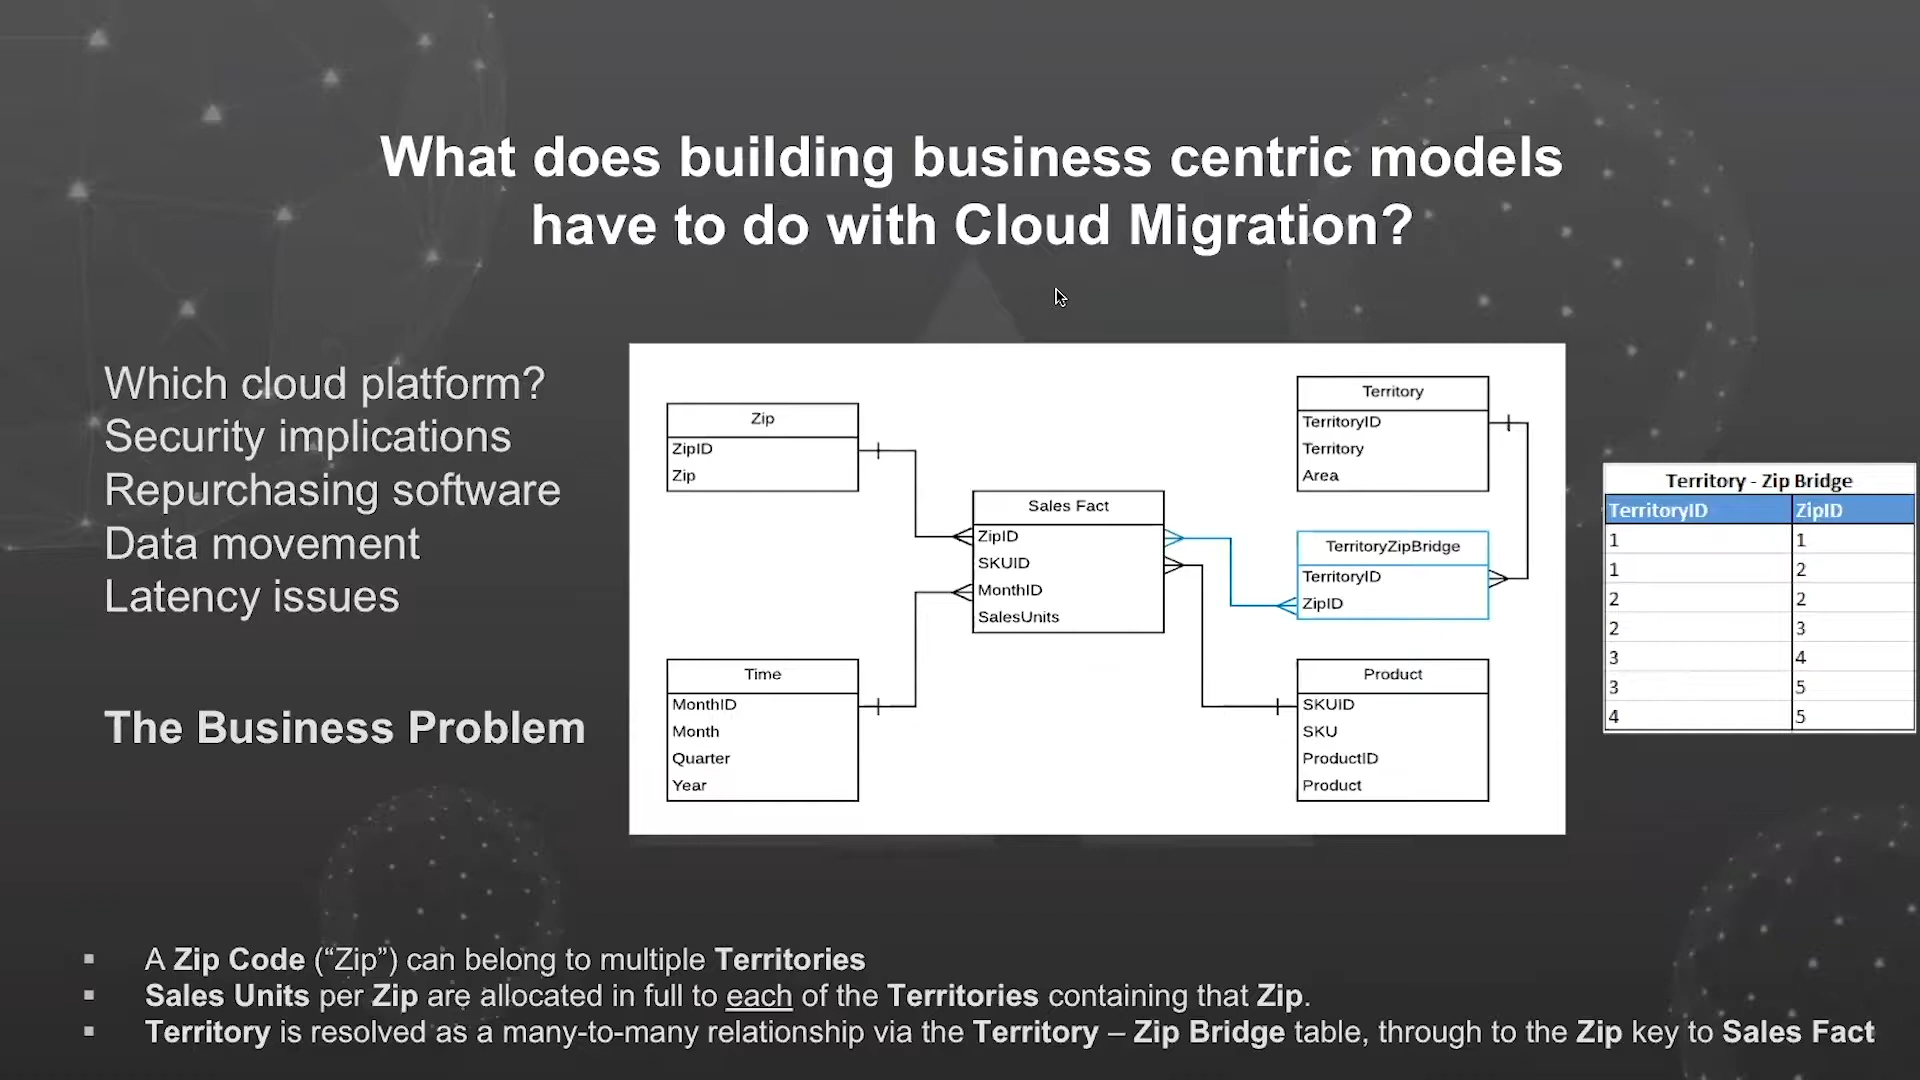 What does building business centric models
have to do with Cloud Migration?
Which cloud platform?
Security implications
Repurchasing software
Data movement
Latency issues
The Business Problem
Zip
ZipID
Zip
Time
MonthID
Month
Quarter
Year
Sales Fact
ZipID
SKUID
MonthID
SalesUnits
Territory
TerritoryID
Territory
Area
TerritoryZipBridge
TerritoryID
ZipID
Product
SKUID
SKU
ProductID
Product
Territory - Zip Bridge
TerritoryID ZipID
1 1
1 2
2 2
2 3
3 4
3 5
4 5
▪ A Zip Code (“Zip”) can belong to multiple Territories
▪ Sales Units per Zip are allocated in full to each of the Territories containing that Zip.
▪ Territory is resolved as a many-to-many relationship via the Territory – Zip Bridge table, through to the Zip key to Sales Fact